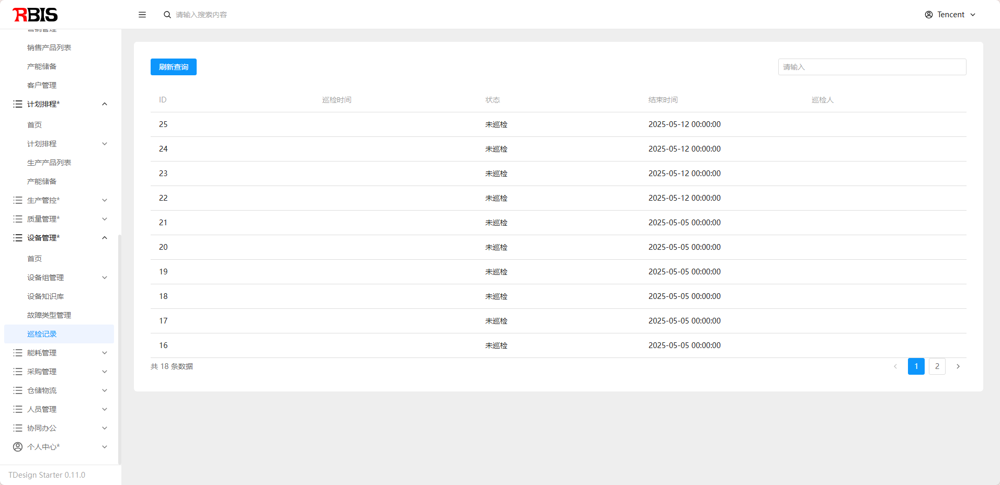 RBIS
请输入搜索内容
Tencent
营销管理
销售产品列表
产能储备
客户管理
计划排程*
首页
计划排程
生产产品列表
产能储备
生产管控*
质量管理*
设备管理*
首页
设备组管理
设备知识库
故障类型管理
巡检记录
能耗管理
采购管理
仓储物流
人员管理
协同办公
个人中心*
TDesign Starter 0.11.0
刷新查询
请输入
ID 巡检时间 状态 结束时间 巡检人
25 未巡检 2025-05-12 00:00:00
24 未巡检 2025-05-12 00:00:00
23 未巡检 2025-05-12 00:00:00
22 未巡检 2025-05-12 00:00:00
21 未巡检 2025-05-05 00:00:00
20 未巡检 2025-05-05 00:00:00
19 未巡检 2025-05-05 00:00:00
18 未巡检 2025-05-05 00:00:00
17 未巡检 2025-05-05 00:00:00
16 未巡检 2025-05-05 00:00:00
共 18 条数据
1 2